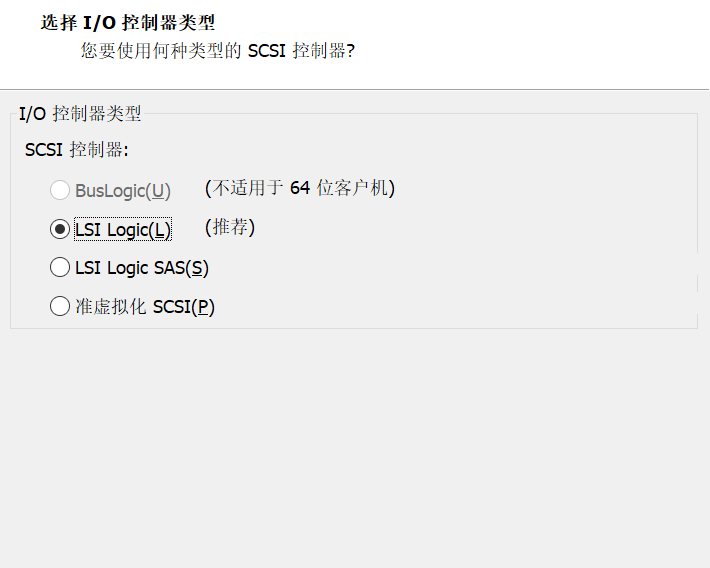 选择 I/O 控制器类型
您要使用何种类型的 SCSI 控制器?
I/O 控制器类型
SCSI 控制器:
BusLogic(U) (不适用于 64 位客户机)
LSI Logic(L) (推荐)
LSI Logic SAS(S)
准虚拟化 SCSI(P)